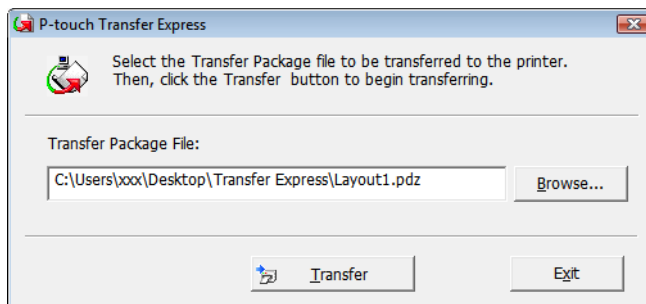 P-touch Transfer Express
Select the Transfer Package file to be transferred to the printer.
Then, click the Transfer button to begin transferring.
Transfer Package File:
C:\Users\xxx\Desktop\Transfer Express\Layout1.pdz
Browse...
Transfer
Exit